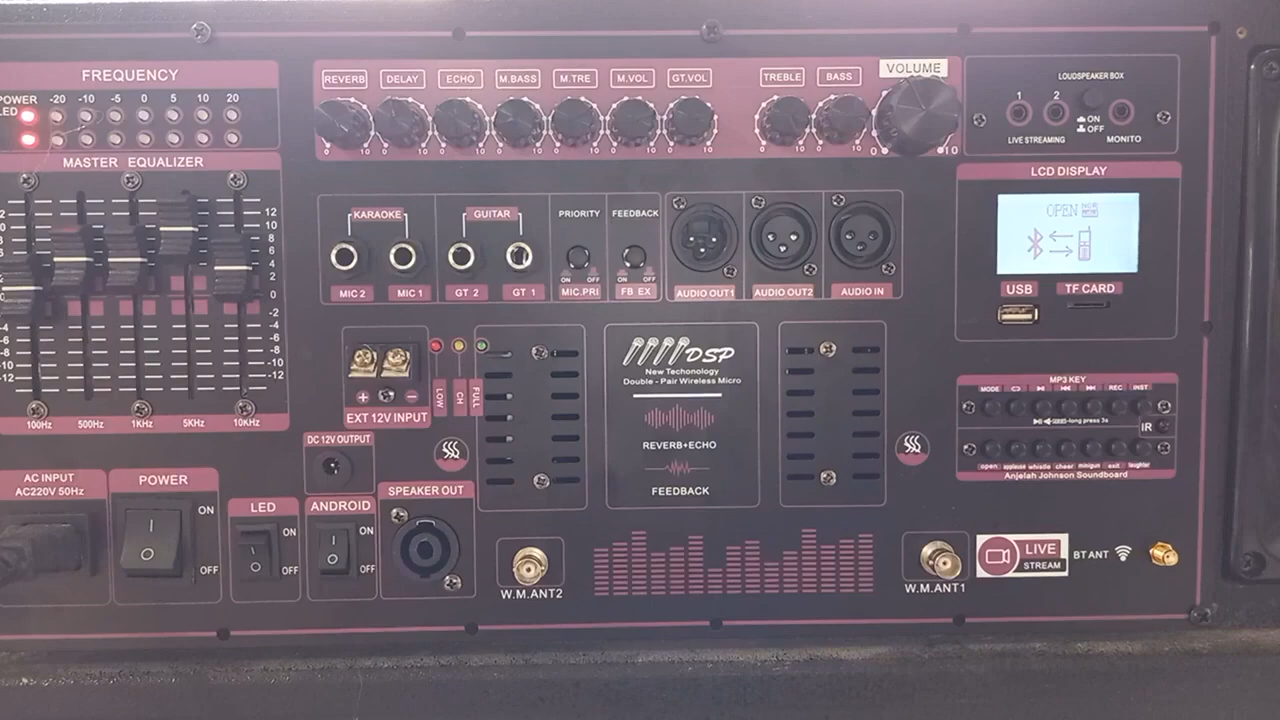 FREQUENCY
POWER LED -20 -10 -5 0 5 10 20
MASTER EQUALIZER
12
10
8
6
4
2
0
-2
-4
-6
-8
-10
-12
100Hz 500Hz 1KHz 5KHz 10KHz
REVERB DELAY ECHO M.BASS M.TRE M.VOL GT.VOL TREBLE BASS VOLUME
0 10 0 10 0 10 0 10 0 10 0 10 0 10 0 10 0 10 0 10
LOUDSPEAKER BOX
1 2
ON
OFF
LIVE STREAMING MONITO
KARAOKE GUITAR PRIORITY FEEDBACK
ON OFF ON OFF
MIC 2 MIC 1 GT 2 GT 1 MIC.PRI FB EX AUDIO OUT1 AUDIO OUT2 AUDIO IN
LCD DISPLAY
OPEN
USB TF CARD
EXT 12V INPUT
LOW CH FULL
DSP
New Techonology
Double - Pair Wireless Micro
REVERB+ECHO
FEEDBACK
MP3 KEY
MODE REC INST
SERIES-long press 3s
IR
open applause whistle cheer minigun exit laughter
Anjelah Johnson Soundboard
DC 12V OUTPUT
AC INPUT
AC220V 50Hz
POWER
ON
OFF
LED
ON
OFF
ANDROID
ON
OFF
SPEAKER OUT
W.M.ANT2
W.M.ANT1
LIVE
STREAM
BT ANT